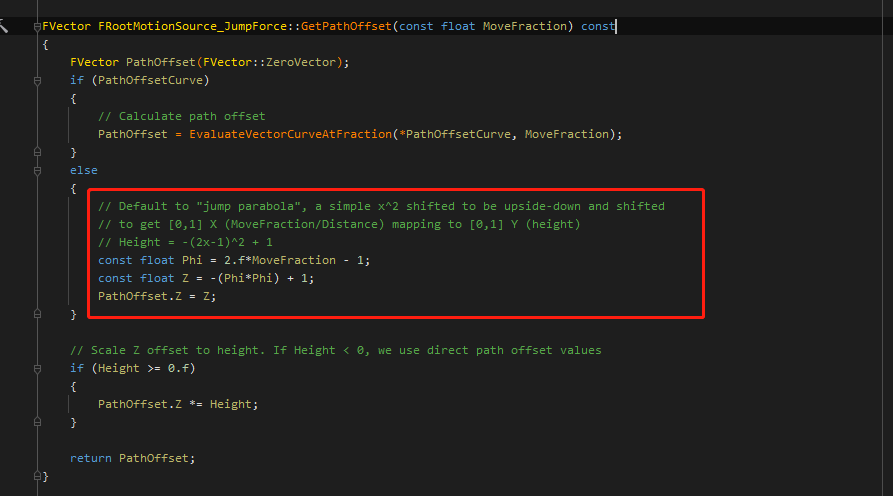 FVector FRootMotionSource_JumpForce::GetPathOffset(const float MoveFraction) const
{
FVector PathOffset(FVector::ZeroVector);
if (PathOffsetCurve)
{
// Calculate path offset
PathOffset = EvaluateVectorCurveAtFraction(*PathOffsetCurve, MoveFraction);
}
else
{
// Default to "jump parabola", a simple x^2 shifted to be upside-down and shifted
// to get [0,1] X (MoveFraction/Distance) mapping to [0,1] Y (height)
// Height = -(2x-1)^2 + 1
const float Phi = 2.f*MoveFraction - 1;
const float Z = -(Phi*Phi) + 1;
PathOffset.Z = Z;
}
// Scale Z offset to height. If Height < 0, we use direct path offset values
if (Height >= 0.f)
{
PathOffset.Z *= Height;
}
return PathOffset;
}